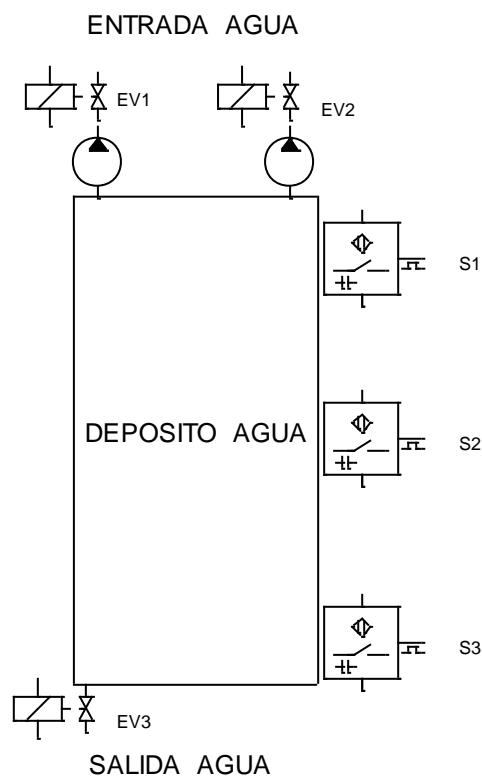 ENTRADA AGUA
EV1
EV2
S1
DEPOSITO AGUA
S2
S3
EV3
SALIDA AGUA